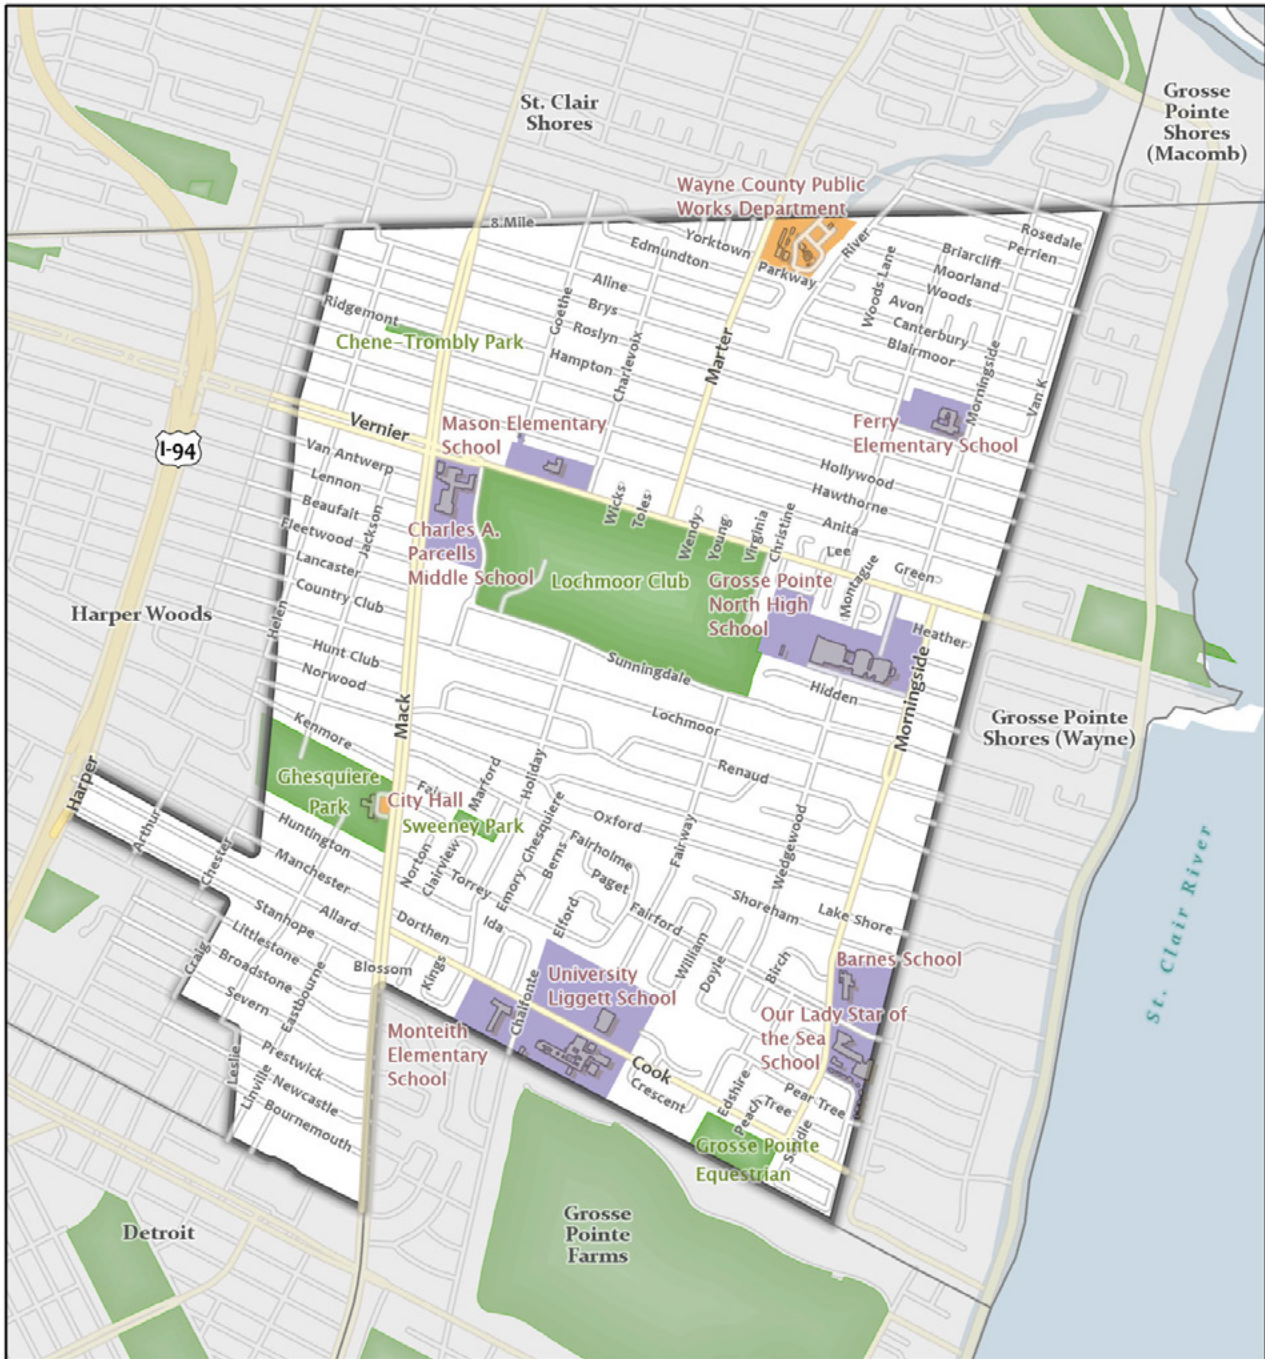 St. Clair
Shores
Grosse
Pointe
Shores
(Macomb)
Wayne County Public
Works Department
8 Mile
Yorktown
Edmundton
Parkway
River
Rosedale
Perrien
Briarcliff
Moorland
Woods
Woods Lane
Avon
Canterbury
Blairmoor
Aline
Brys
Roslyn
Hampton
Goethe
Charlevoix
Marter
Morningside
Van K
Ridgemont
Chene-Trombly Park
Vernier
Mason Elementary
School
Ferry
Elementary School
I-94
Van Antwerp
Lennon
Beaufait
Fleetwood
Jackson
Lancaster
Country Club
Charles A.
Parcells
Middle School
Wicks
Toles
Wendy
Young
Virginia
Christine
Hollywood
Hawthorne
Anita
Lee
Montague
Green
Lochmoor Club
Grosse Pointe
North High
School
Heather
Harper Woods
Helen
Hunt Club
Norwood
Kenmore
Mack
Sunningdale
Lochmoor
Hidden
Morningside
Renaud
Grosse Pointe
Shores (Wayne)
Harper
Ghesquiere
Park
City Hall
Sweeney Park
Marford
Holiday
Ghesquiere
Oxford
Fairholme
Paget
Fairway
Wedgewood
Arthur
Chester
Huntington
Manchester
Allard
Stanhope
Littlestone
Broadstone
Severn
Craig
Eastbourne
Norton
Clairview
Torrey
Emory
Berns
Elford
Fairford
Shoreham
Lake Shore
Dorthen
Ida
Blossom
Kings
Chalfonte
William
Doyle
Birch
University
Liggett School
Barnes School
Our Lady Star of
the Sea
School
Monteith
Elementary
School
St. Clair River
Leslie
Linville
Prestwick
Newcastle
Bournemouth
Cook
Crescent
Edshire
Peach Tree
Pear Tree
Grosse Pointe
Equestrian
Detroit
Grosse
Pointe
Farms